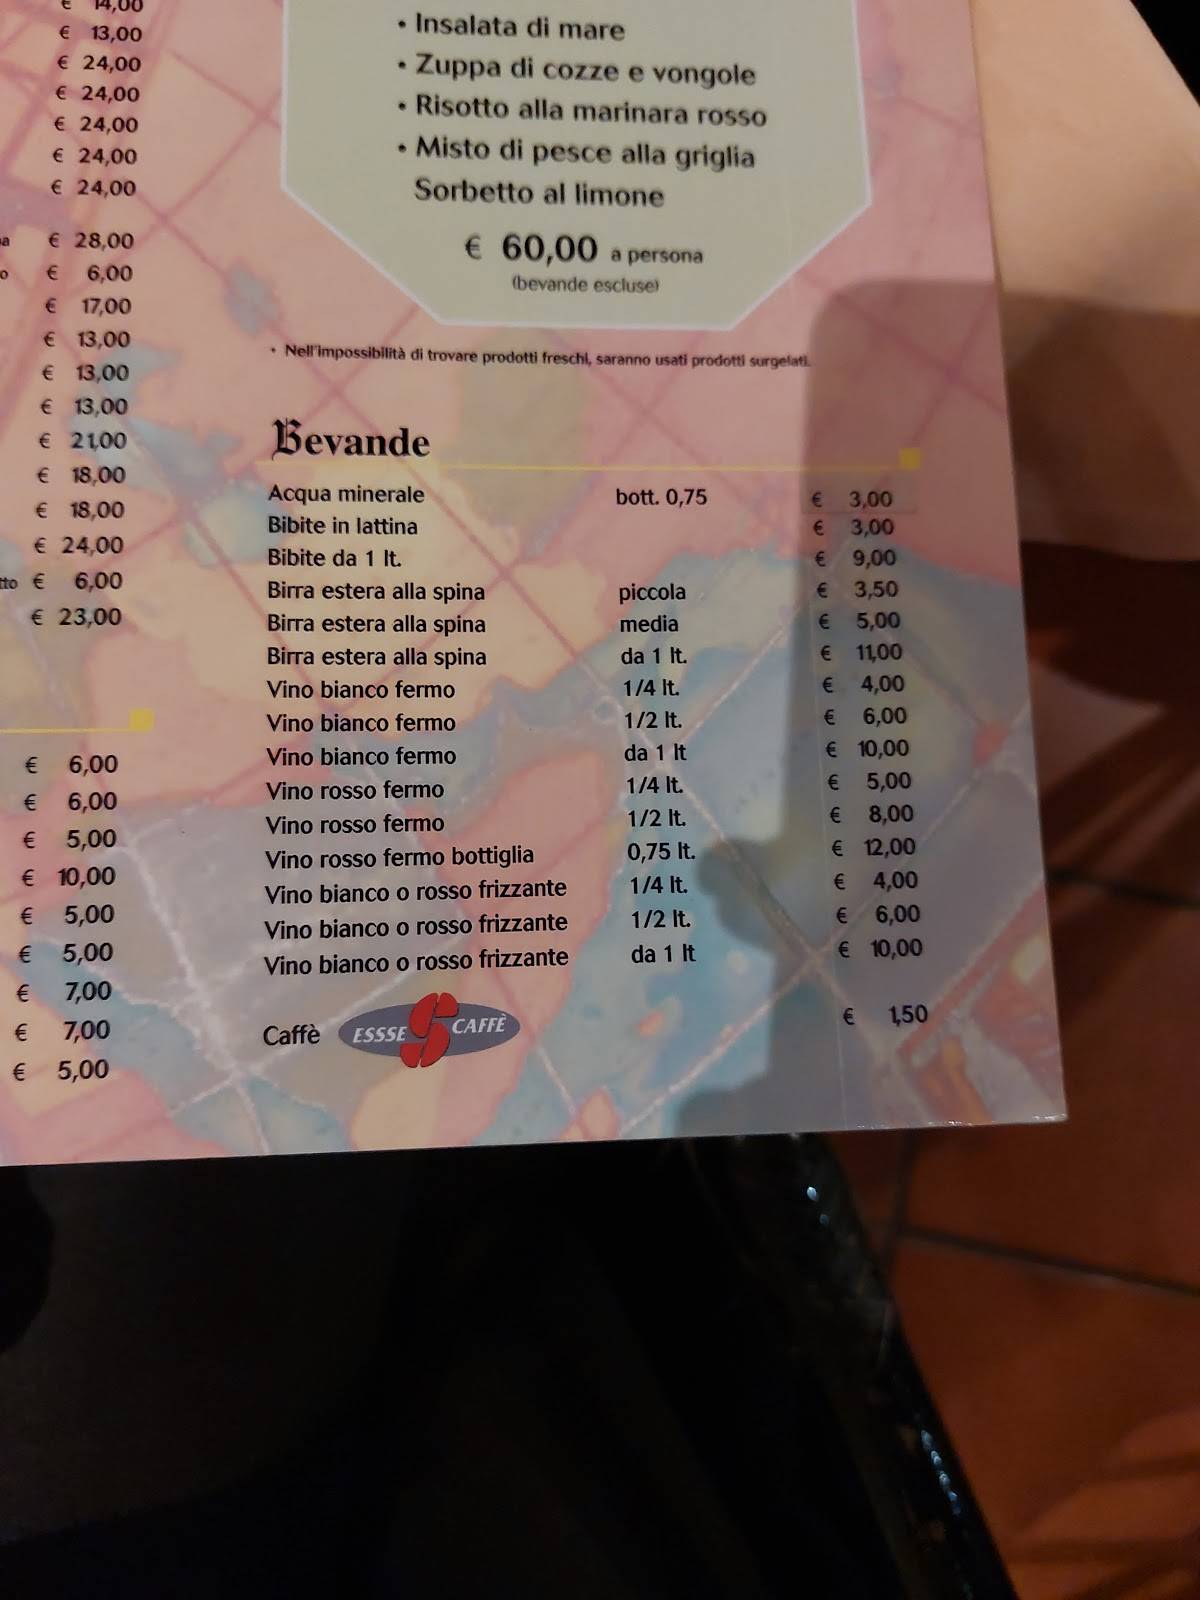 € 14,00
€ 13,00
€ 24,00
€ 24,00
€ 24,00
€ 24,00
€ 24,00
€ 28,00
€ 6,00
€ 17,00
€ 13,00
€ 13,00
€ 13,00
€ 21,00
€ 18,00
€ 18,00
€ 24,00
€ 6,00
€ 23,00
€ 6,00
€ 6,00
€ 5,00
€ 10,00
€ 5,00
€ 5,00
€ 7,00
€ 7,00
€ 5,00
• Insalata di mare
• Zuppa di cozze e vongole
• Risotto alla marinara rosso
• Misto di pesce alla griglia
Sorbetto al limone
€ 60,00 a persona
(bevande escluse)
• Nell'impossibilità di trovare prodotti freschi, saranno usati prodotti surgelati.
Bevande
Acqua minerale bott. 0,75 € 3,00
Bibite in lattina € 3,00
Bibite da 1 lt. € 9,00
Birra estera alla spina piccola € 3,50
Birra estera alla spina media € 5,00
Birra estera alla spina da 1 lt. € 11,00
Vino bianco fermo 1/4 lt. € 4,00
Vino bianco fermo 1/2 lt. € 6,00
Vino bianco fermo da 1 lt € 10,00
Vino rosso fermo 1/4 lt. € 5,00
Vino rosso fermo 1/2 lt. € 8,00
Vino rosso fermo bottiglia 0,75 lt. € 12,00
Vino bianco o rosso frizzante 1/4 lt. € 4,00
Vino bianco o rosso frizzante 1/2 lt. € 6,00
Vino bianco o rosso frizzante da 1 lt € 10,00
Caffè ESSSE CAFFÈ € 1,50